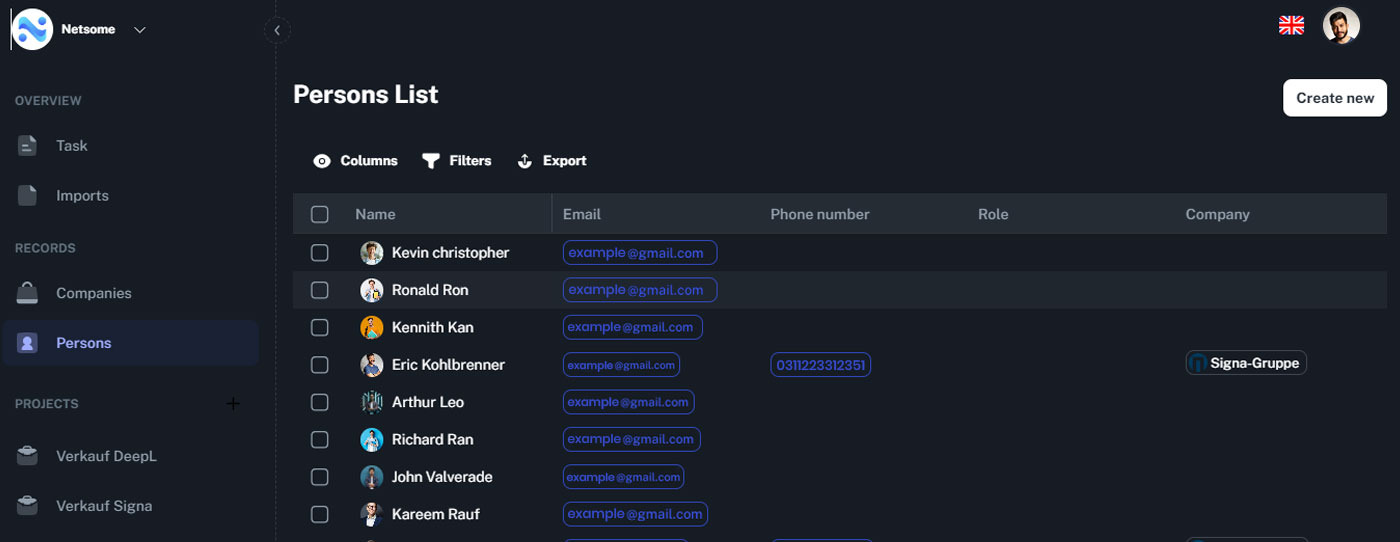 Netsome
OVERVIEW
Task
Imports
RECORDS
Companies
Persons
PROJECTS
Verkauf DeepL
Verkauf Signa
Persons List
Create new
Columns Filters Export
Name Email Phone number Role Company
Kevin christopher example@gmail.com
Ronald Ron example@gmail.com
Kennith Kan example@gmail.com
Eric Kohlbrenner example@gmail.com 0311223312351 Signa-Gruppe
Arthur Leo example@gmail.com
Richard Ran example@gmail.com
John Valverade example@gmail.com
Kareem Rauf example@gmail.com